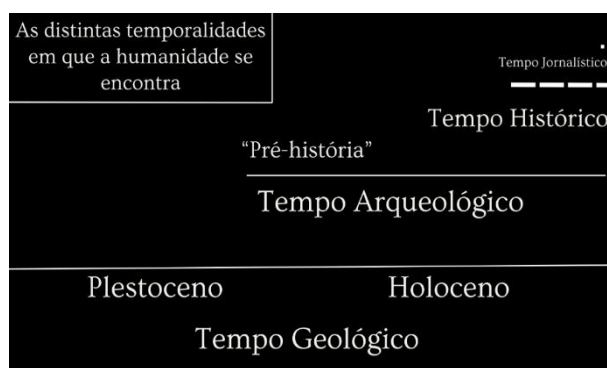 As distintas temporalidades
em que a humanidade se
encontra
Tempo Jornalístico
Tempo Histórico
“Pré-história”
Tempo Arqueológico
Plestoceno
Holoceno
Tempo Geológico